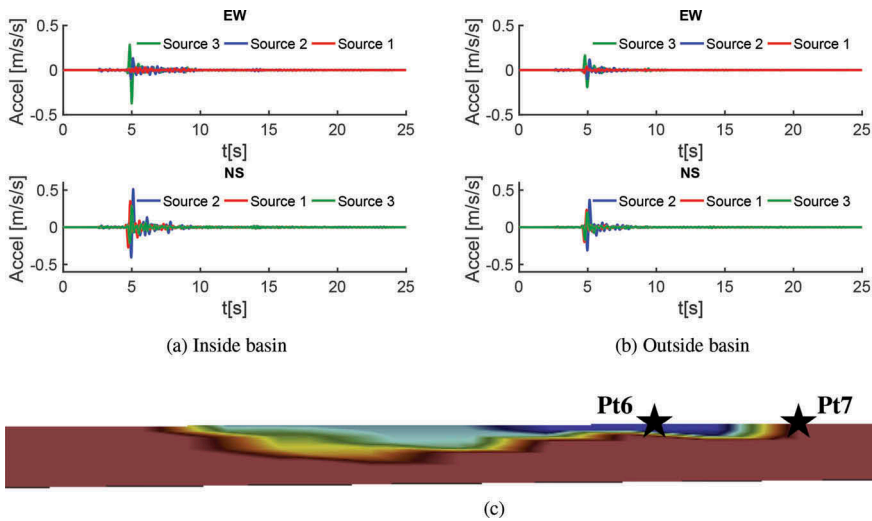 EW
Source 3 Source 2 Source 1
Accel [m/s/s]
0.5
0
-0.5
0 5 10 15 20 25
t[s]
NS
Source 2 Source 1 Source 3
Accel [m/s/s]
0.5
0
-0.5
0 5 10 15 20 25
t[s]
(a) Inside basin
EW
Source 3 Source 2 Source 1
Accel [m/s/s]
0.5
0
-0.5
0 5 10 15 20 25
t[s]
NS
Source 2 Source 1 Source 3
Accel [m/s/s]
0.5
0
-0.5
0 5 10 15 20 25
t[s]
(b) Outside basin
Pt6 Pt7
(c)